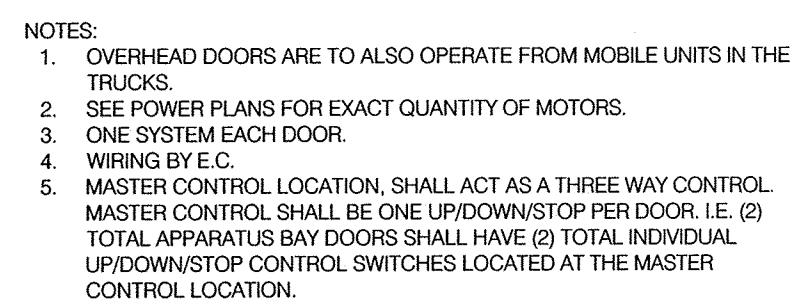 NOTES:
1. OVERHEAD DOORS ARE TO ALSO OPERATE FROM MOBILE UNITS IN THE
TRUCKS.
2. SEE POWER PLANS FOR EXACT QUANTITY OF MOTORS.
3. ONE SYSTEM EACH DOOR.
4. WIRING BY E.C.
5. MASTER CONTROL LOCATION, SHALL ACT AS A THREE WAY CONTROL.
MASTER CONTROL SHALL BE ONE UP/DOWN/STOP PER DOOR. I.E. (2)
TOTAL APPARATUS BAY DOORS SHALL HAVE (2) TOTAL INDIVIDUAL
UP/DOWN/STOP CONTROL SWITCHES LOCATED AT THE MASTER
CONTROL LOCATION.